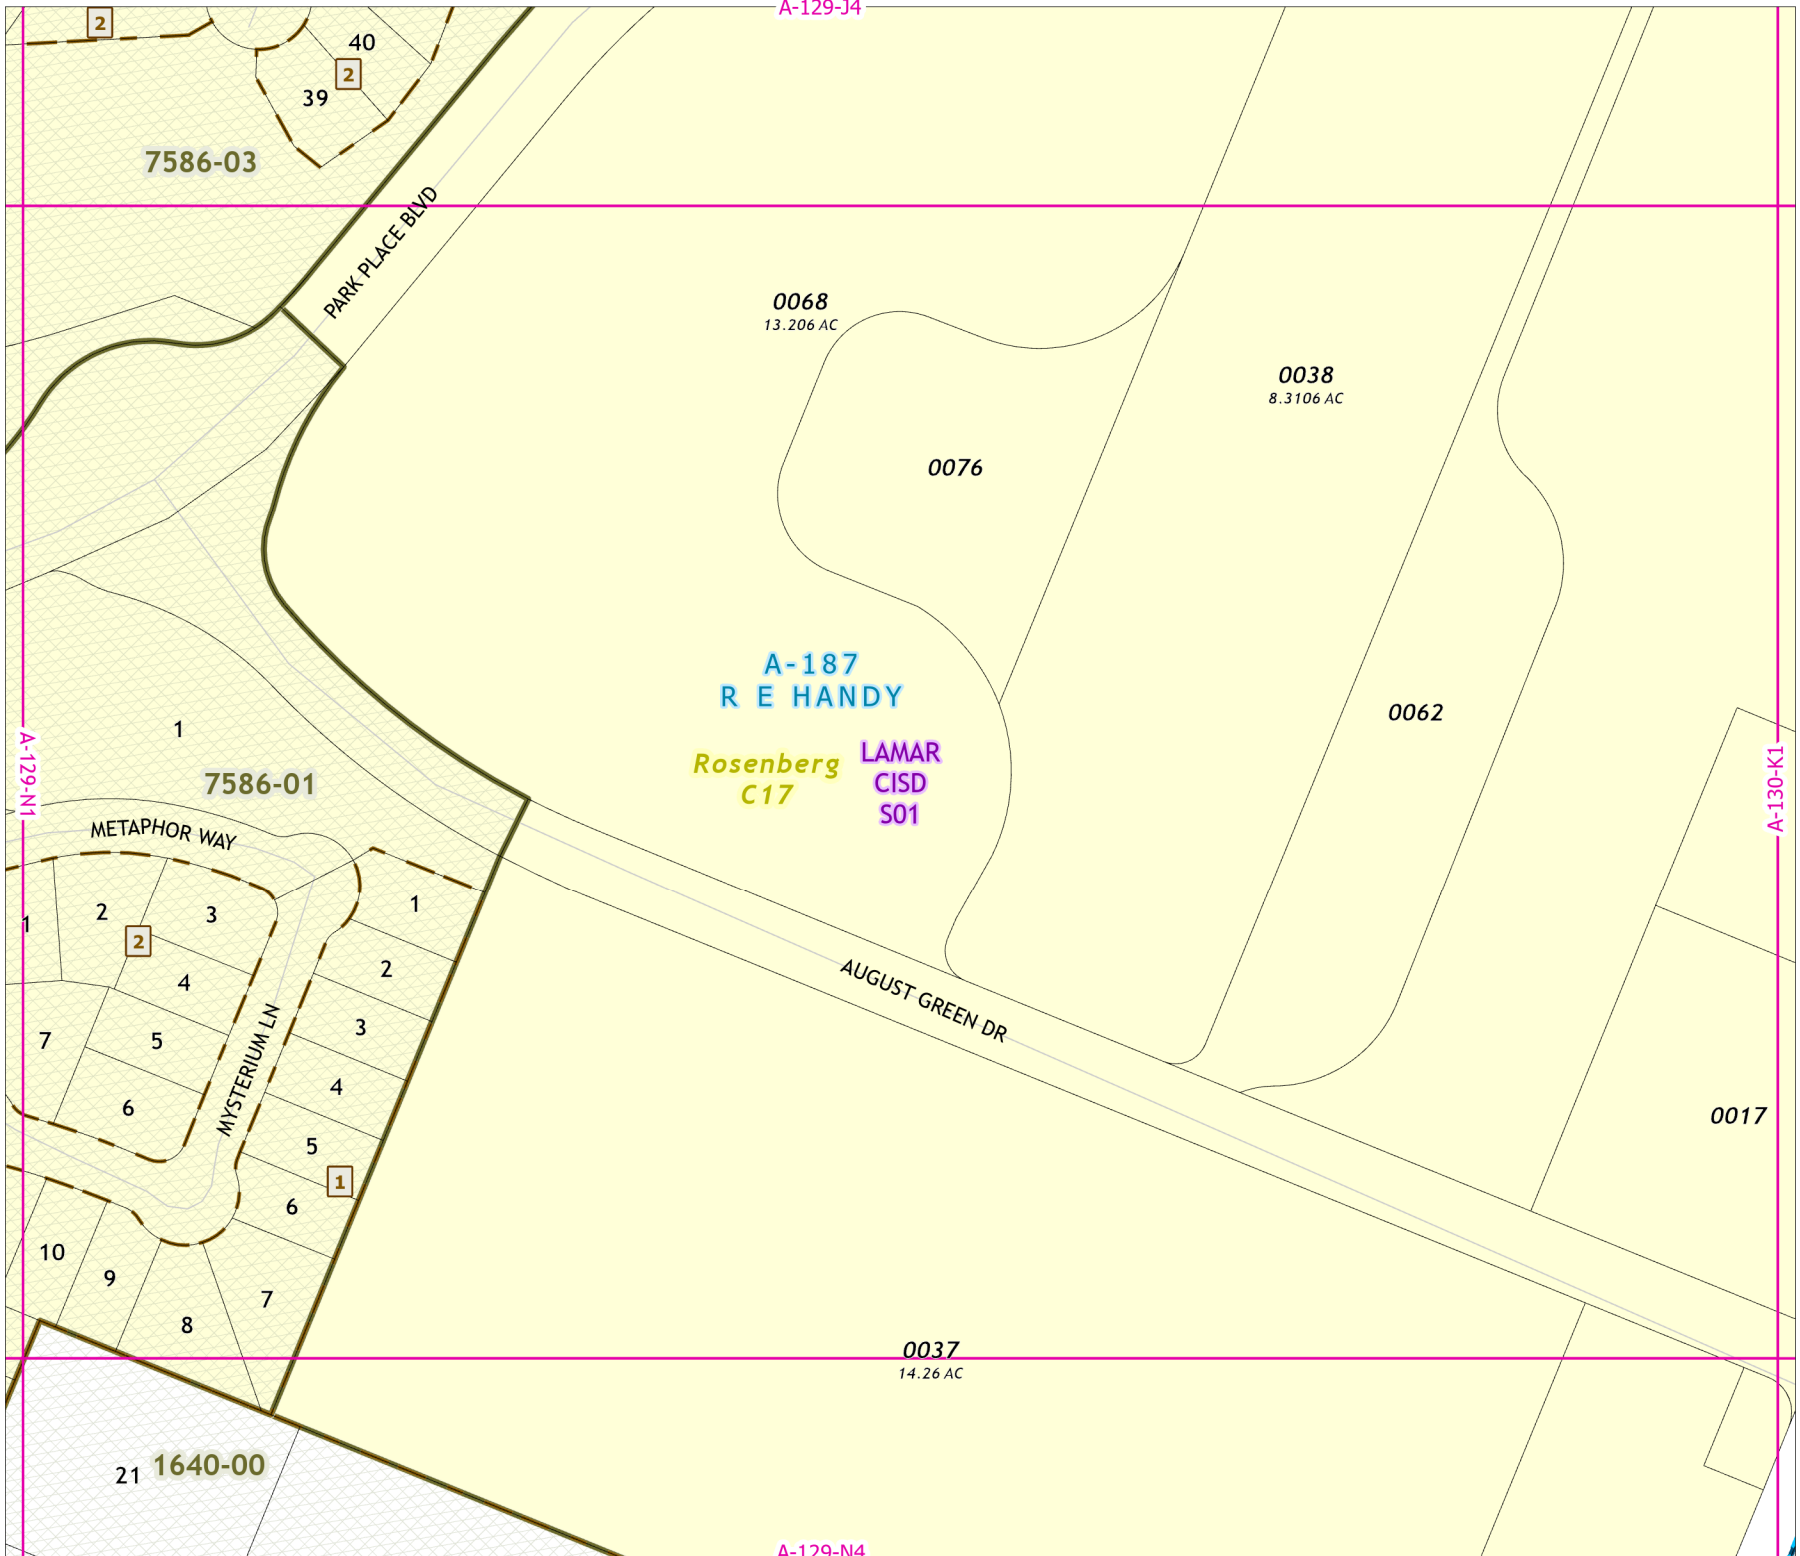 A-129-J4
2
40
2
39
7586-03
PARK PLACE BLVD
0068
13.206 AC
0038
8.3106 AC
0076
A-187
R E HANDY
0062
Rosenberg
C17
LAMAR
CISD
S01
A-129-N1
A-130-K1
1
7586-01
METAPHOR WAY
1
2
3
2
4
7
5
6
MYSTERIUM LN
1
2
3
4
5
1
6
7
10
9
8
AUGUST GREEN DR
0017
0037
14.26 AC
21
1640-00
A-129-N4